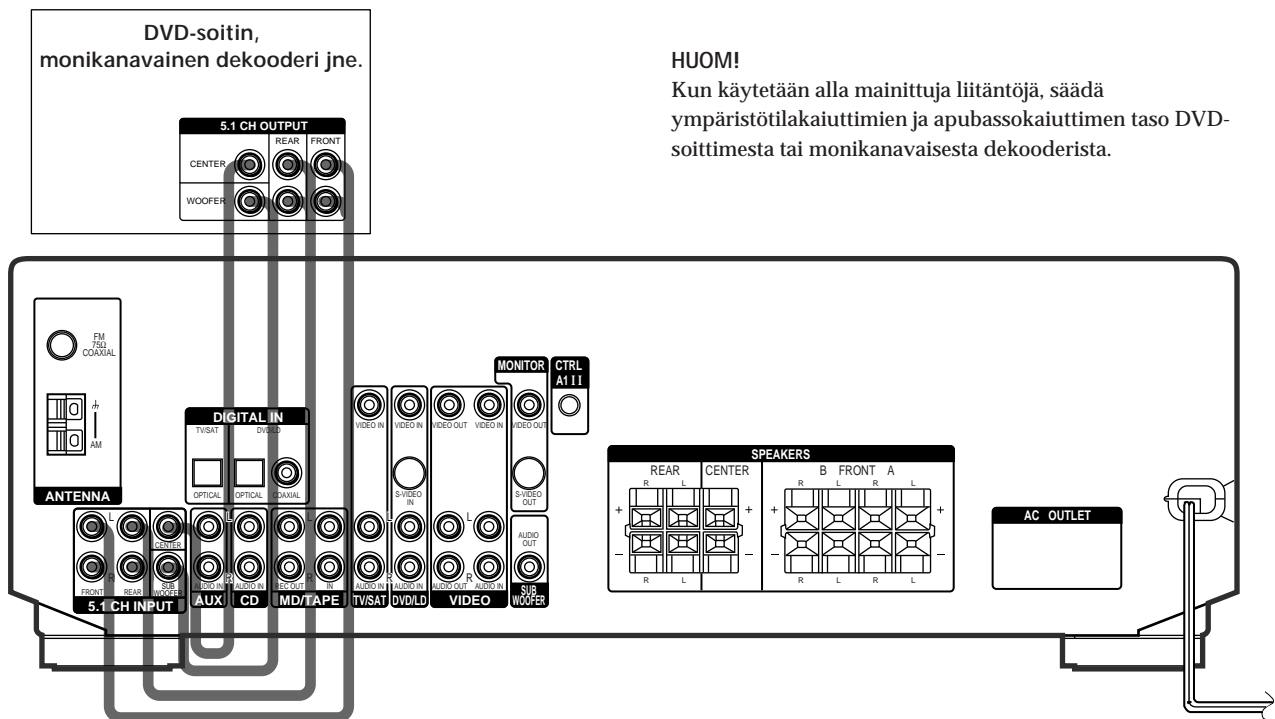 DVD-soitin,
monikanavainen dekooderi jne.
HUOM!
Kun käytetään alla mainittuja liitäntöjä, säädä
ympäristötilakaiuttimien ja apubassokaiuttimen taso DVD-
soittimesta tai monikanavaisesta dekooderista.
5.1 CH OUTPUT
REAR FRONT
CENTER
WOOFER
FM
75Ω
COAXIAL
AM
ANTENNA
DIGITAL IN
TV/SAT DVD/LD
OPTICAL OPTICAL COAXIAL
MONITOR
CTRL
A1 II
VIDEO IN VIDEO IN VIDEO OUT VIDEO IN VIDEO OUT
S-VIDEO
IN
S-VIDEO
OUT
SPEAKERS
REAR CENTER B FRONT A
R L R L R L
+ + +
– – –
R L R L R L
AC OUTLET
L L L L L
CENTER
AUDIO
OUT
R R R R R
FRONT REAR SUB
WOOFER
AUDIO IN AUDIO IN REC OUT IN AUDIO IN AUDIO IN AUDIO OUT AUDIO IN
5.1 CH INPUT AUX CD MD/TAPE TV/SAT DVD/LD VIDEO
SUB
WOOFER